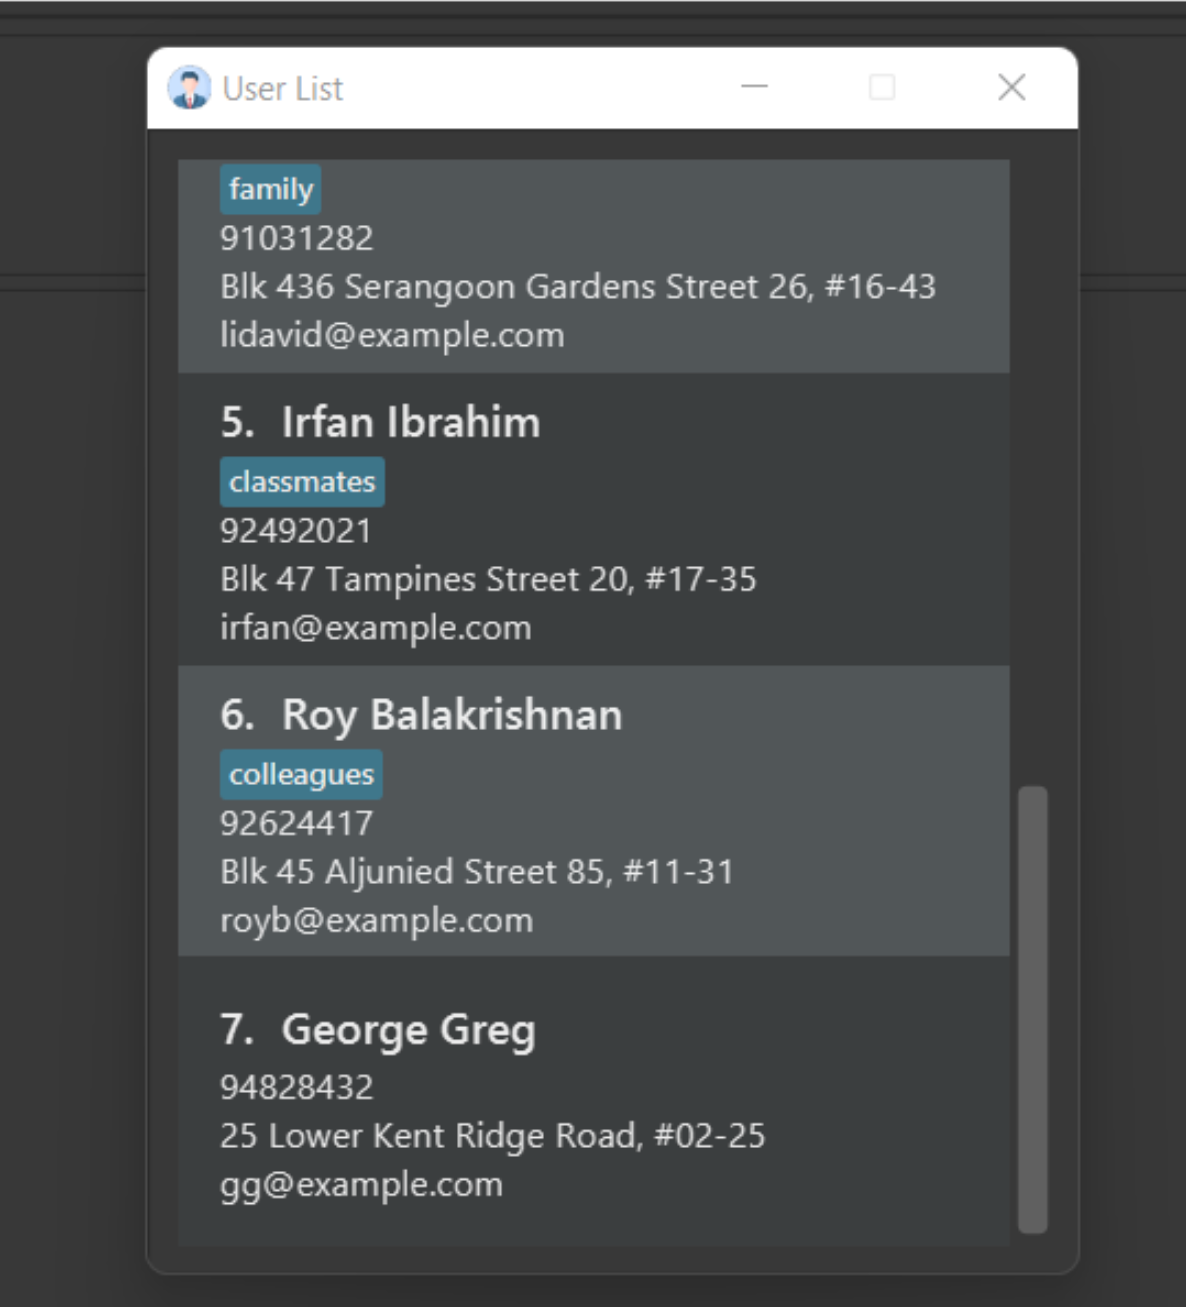 User List
family
91031282
Blk 436 Serangoon Gardens Street 26, #16-43
lidavid@example.com
5. Irfan Ibrahim
classmates
92492021
Blk 47 Tampines Street 20, #17-35
irfan@example.com
6. Roy Balakrishnan
colleagues
92624417
Blk 45 Aljunied Street 85, #11-31
royb@example.com
7. George Greg
94828432
25 Lower Kent Ridge Road, #02-25
gg@example.com